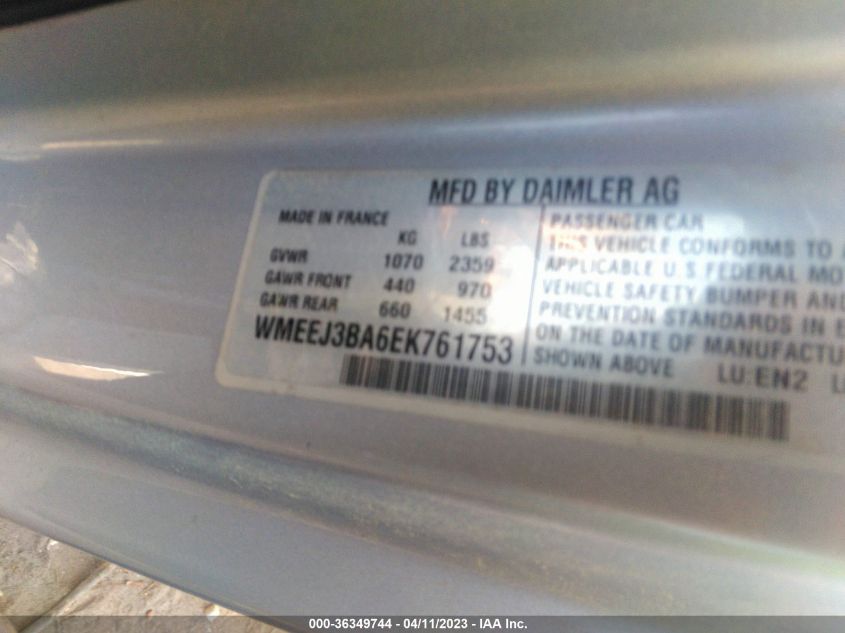 MFD BY DAIMLER AG
MADE IN FRANCE
KG LBS
GVWR 1070 2359
GAWR FRONT 440 970
GAWR REAR 660 1455
WMEEJ3BA6EK761753
PASSENGER CAR
THIS VEHICLE CONFORMS TO
APPLICABLE U.S FEDERAL MO
VEHICLE SAFETY BUMPER AND
PREVENTION STANDARDS IN E
ON THE DATE OF MANUFACTU
SHOWN ABOVE LU:EN2
000-36349744 - 04/11/2023 - IAA Inc.